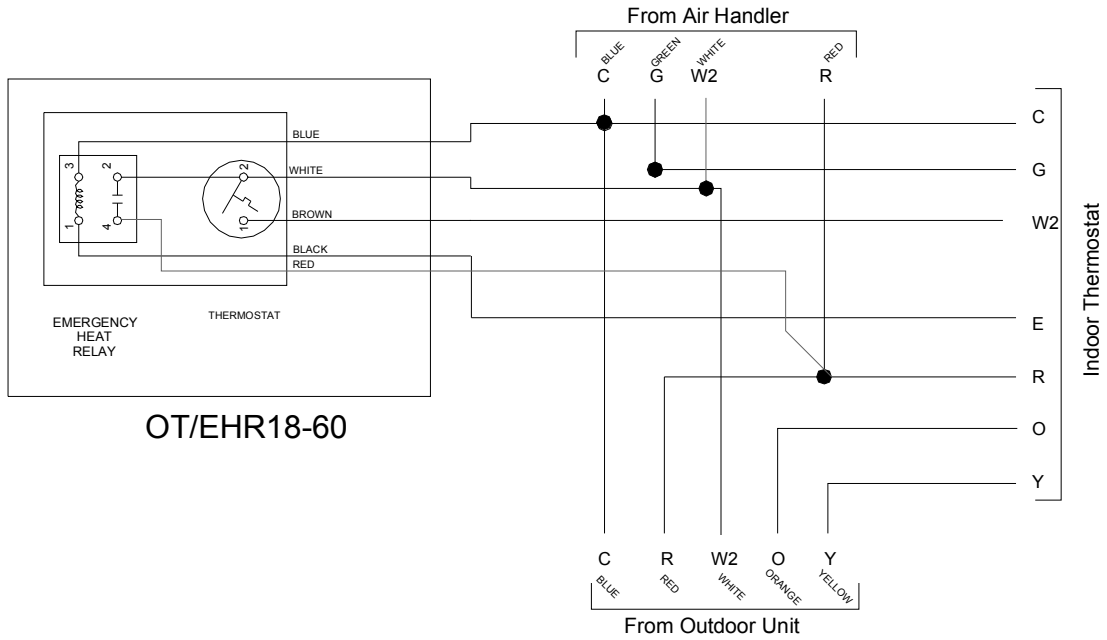 From Air Handler
BLUE GREEN WHITE RED
C G W2 R
C
BLUE
3 2
WHITE
2
G
BROWN
1 4
1
W2
BLACK
RED
EMERGENCY
HEAT
RELAY
THERMOSTAT
E
R
OT/EHR18-60
O
Y
Indoor Thermostat
C R W2 O Y
BLUE RED WHITE ORANGE YELLOW
From Outdoor Unit